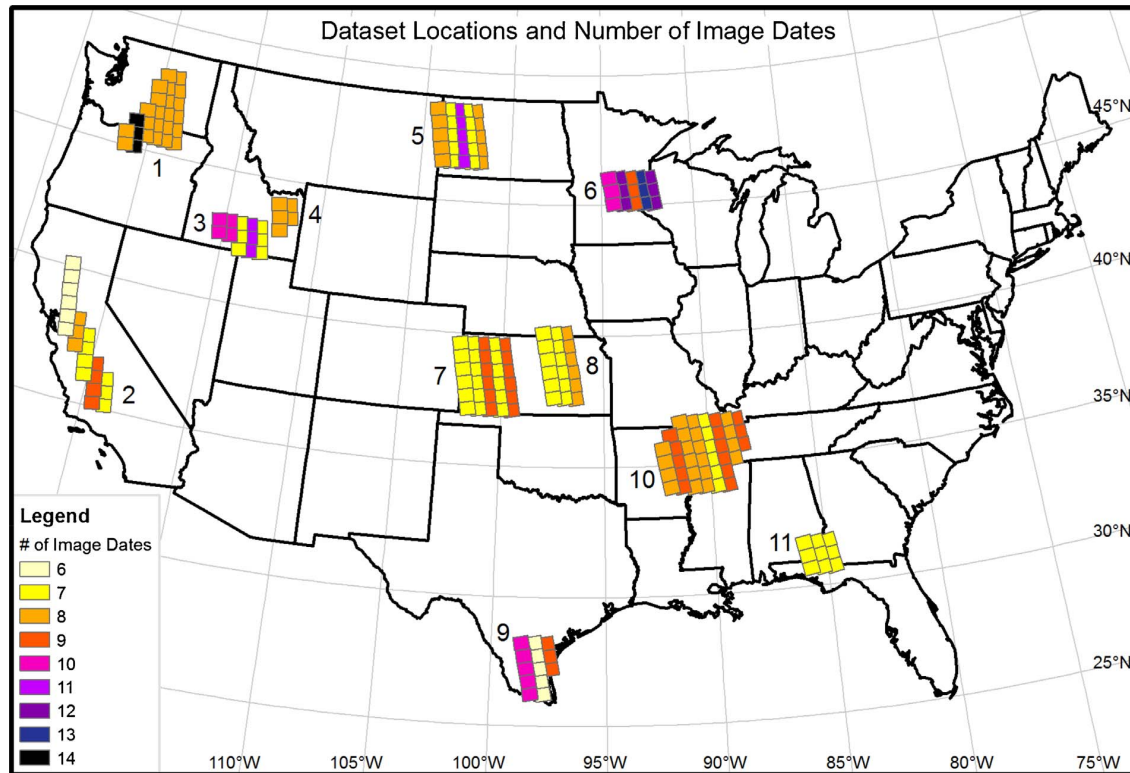 Dataset Locations and Number of Image Dates
45°N
5
1
6
3
4
40°N
2
7
8
35°N
10
Legend
# of Image Dates
11
30°N
6
7
8
9
9
10
25°N
11
12
13
14
110°W
105°W
100°W
95°W
90°W
85°W
80°W
75°W